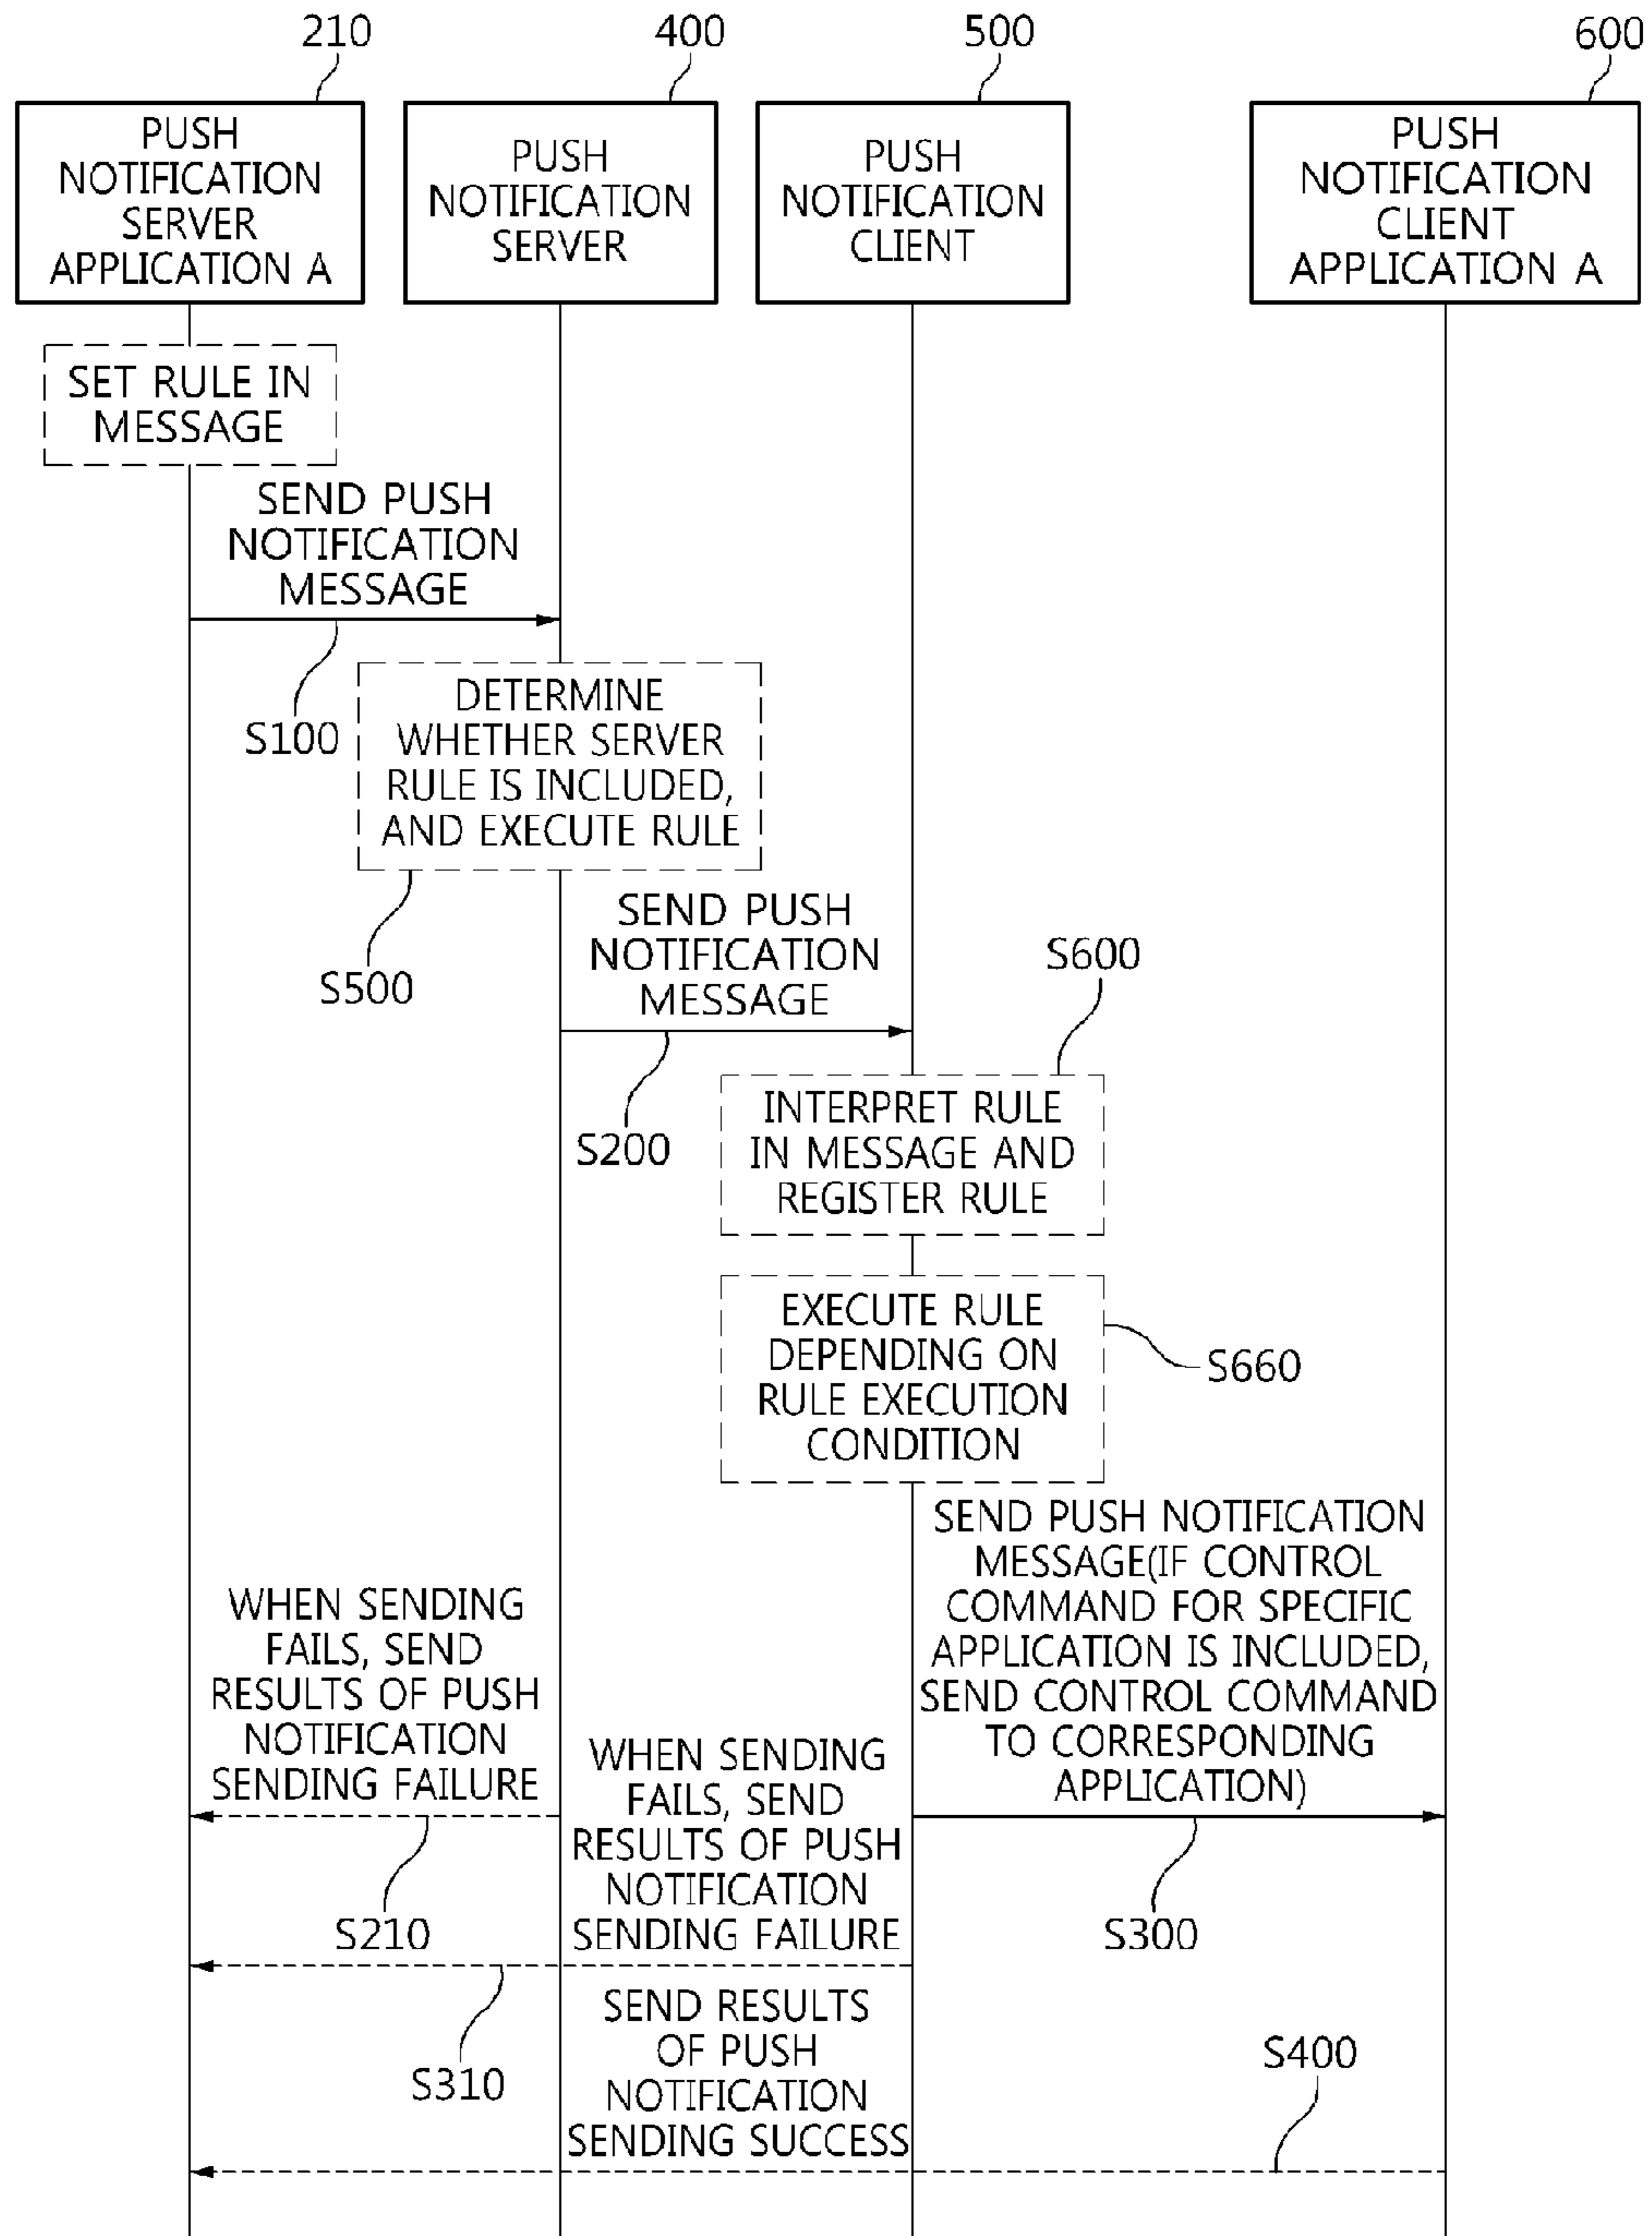 210
400
500
600
PUSH
NOTIFICATION
SERVER
APPLICATION A
PUSH
NOTIFICATION
SERVER
PUSH
NOTIFICATION
CLIENT
PUSH
NOTIFICATION
CLIENT
APPLICATION A
SET RULE IN
MESSAGE
SEND PUSH
NOTIFICATION
MESSAGE
S100
DETERMINE
WHETHER SERVER
RULE IS INCLUDED,
AND EXECUTE RULE
S500
SEND PUSH
NOTIFICATION
MESSAGE
S200
S600
INTERPRET RULE
IN MESSAGE AND
REGISTER RULE
EXECUTE RULE
DEPENDING ON
RULE EXECUTION
CONDITION
S660
SEND PUSH NOTIFICATION
MESSAGE(IF CONTROL
COMMAND FOR SPECIFIC
APPLICATION IS INCLUDED,
SEND CONTROL COMMAND
TO CORRESPONDING
APPLICATION)
S300
WHEN SENDING
FAILS, SEND
RESULTS OF PUSH
NOTIFICATION
SENDING FAILURE
S210
WHEN SENDING
FAILS, SEND
RESULTS OF PUSH
NOTIFICATION
SENDING FAILURE
S310
SEND RESULTS
OF PUSH
NOTIFICATION
SENDING SUCCESS
S400